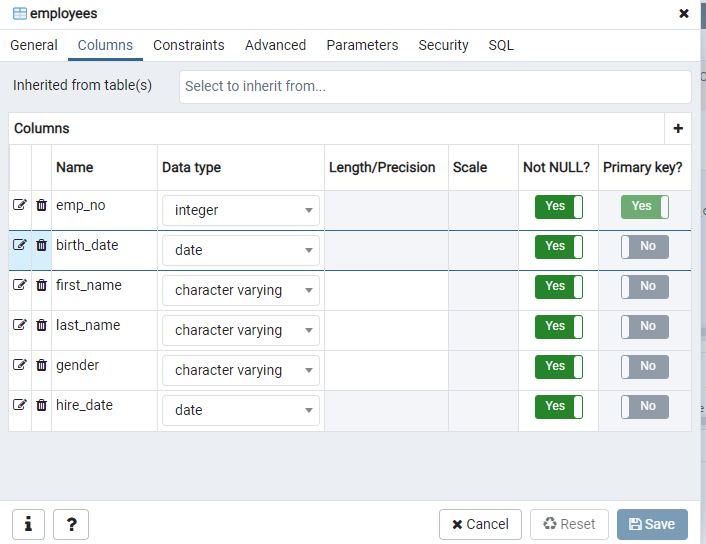 employees
General Columns Constraints Advanced Parameters Security SQL
Inherited from table(s) Select to inherit from...
Columns
Name Data type Length/Precision Scale Not NULL? Primary key?
emp_no integer Yes Yes
birth_date date Yes No
first_name character varying Yes No
last_name character varying Yes No
gender character varying Yes No
hire_date date Yes No
Cancel Reset Save